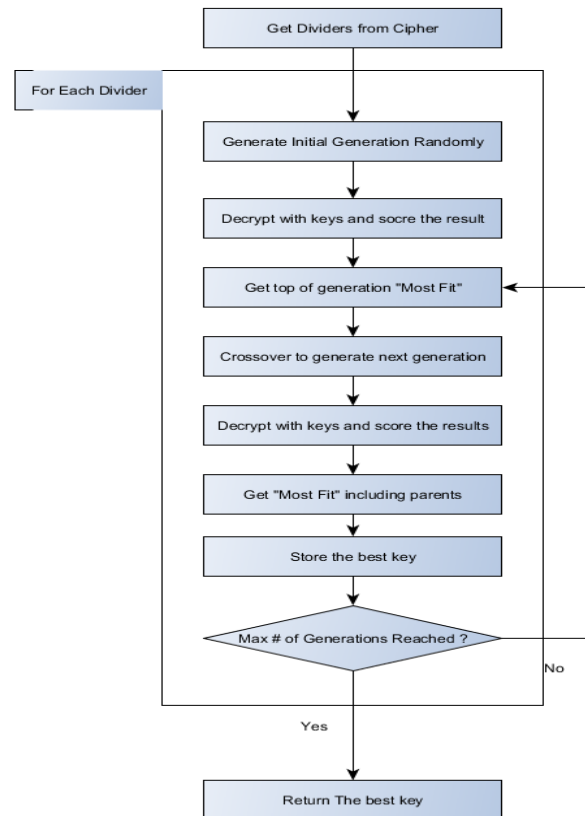 Get Dividers from Cipher
For Each Divider
Generate Initial Generation Randomly
Decrypt with keys and socre the result
Get top of generation "Most Fit"
Crossover to generate next generation
Decrypt with keys and score the results
Get "Most Fit" including parents
Store the best key
Max # of Generations Reached ?
No
Yes
Return The best key